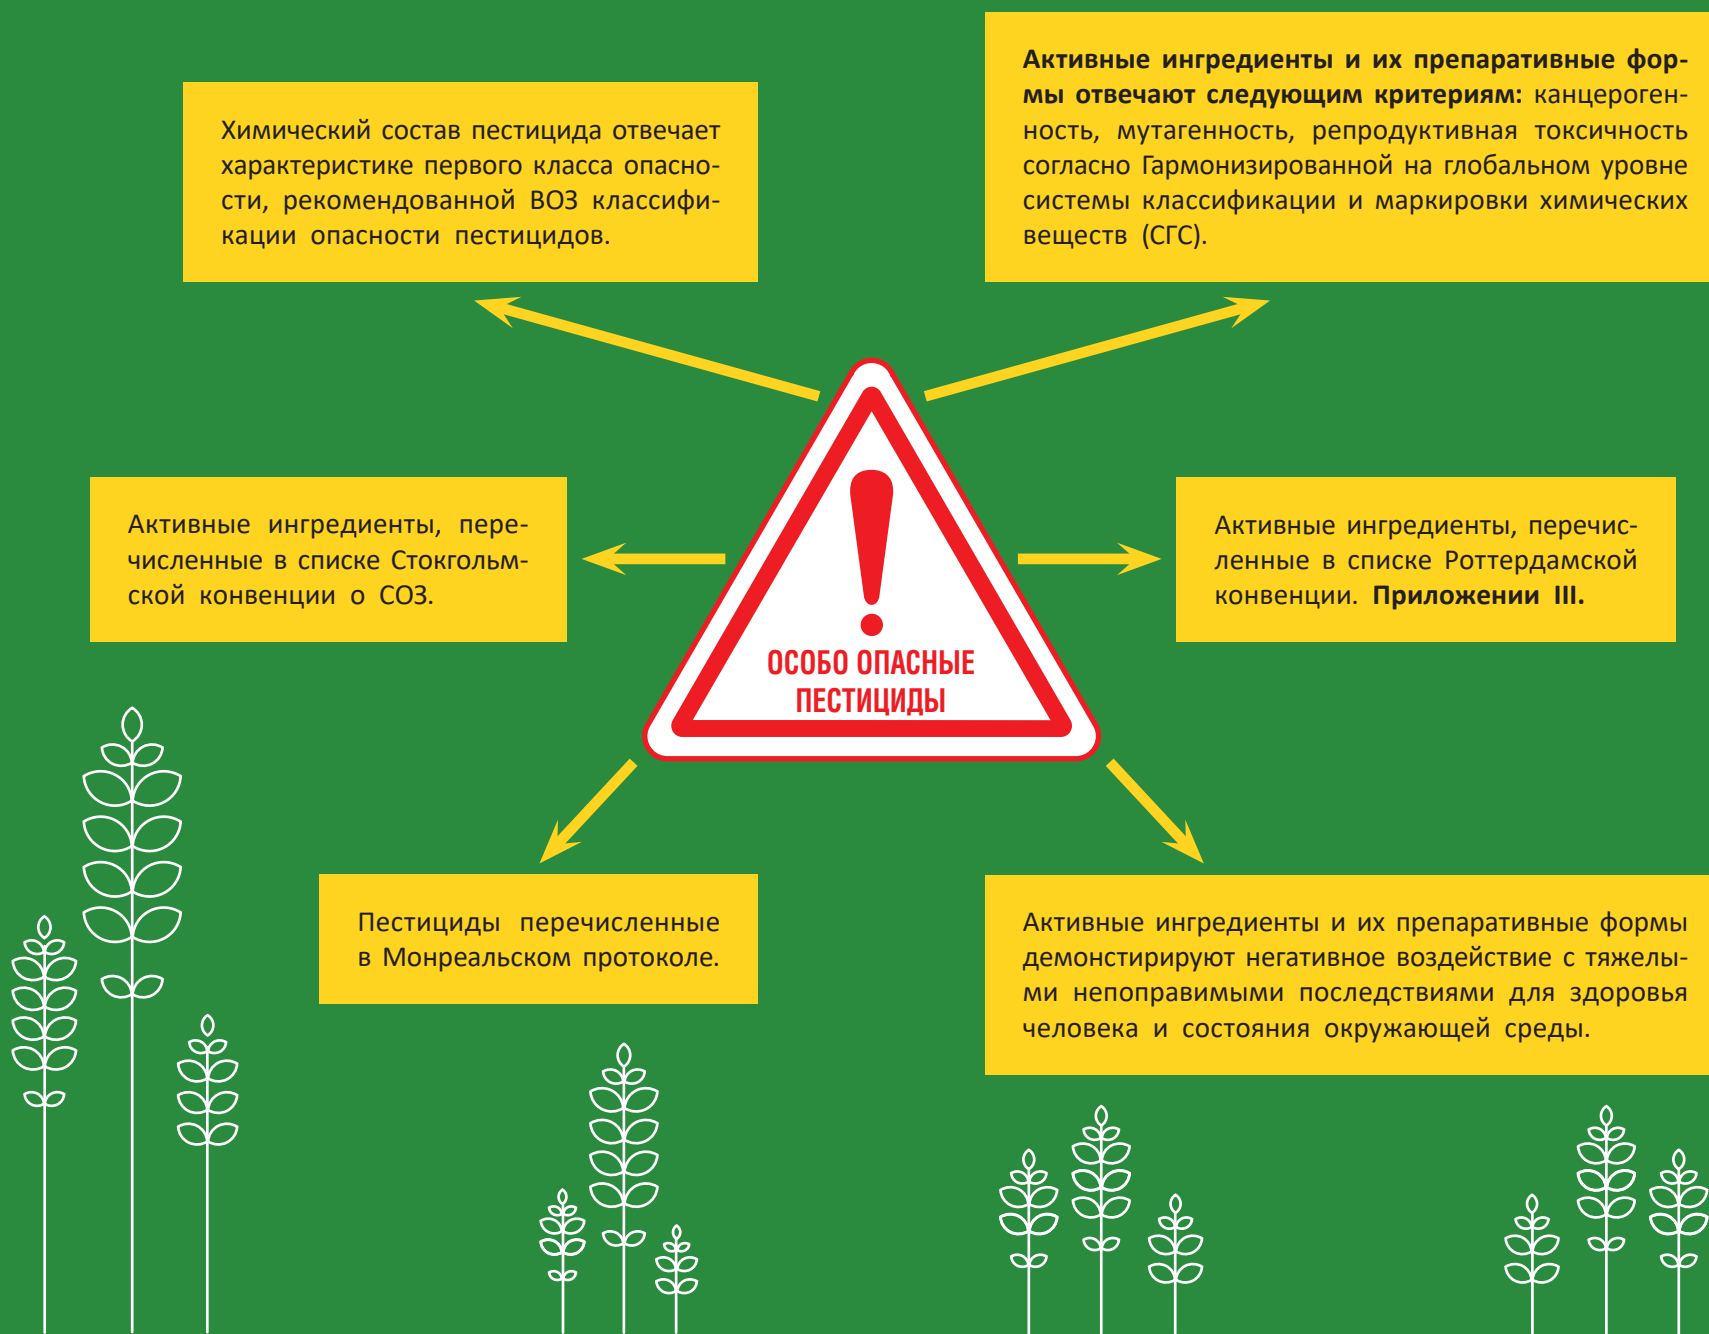 Химический состав пестицида отвечает
характеристике первого класса опасно-
сти, рекомендованной ВОЗ классифи-
кации опасности пестицидов.
Активные ингредиенты и их препаративные фор-
мы отвечают следующим критериям: канцероген-
ность, мутагенность, репродуктивная токсичность
согласно Гармонизированной на глобальном уровне
системы классификации и маркировки химических
веществ (СГС).
Активные ингредиенты, пере-
численные в списке Стокгольм-
ской конвенции о СОЗ.
ОСОБО ОПАСНЫЕ
ПЕСТИЦИДЫ
Активные ингредиенты, перечис-
ленные в списке Роттердамской
конвенции. Приложении III.
Пестициды перечисленные
в Монреальском протоколе.
Активные ингредиенты и их препаративные формы
демонстирируют негативное воздействие с тяжелы-
ми непоправимыми последствиями для здоровья
человека и состояния окружающей среды.